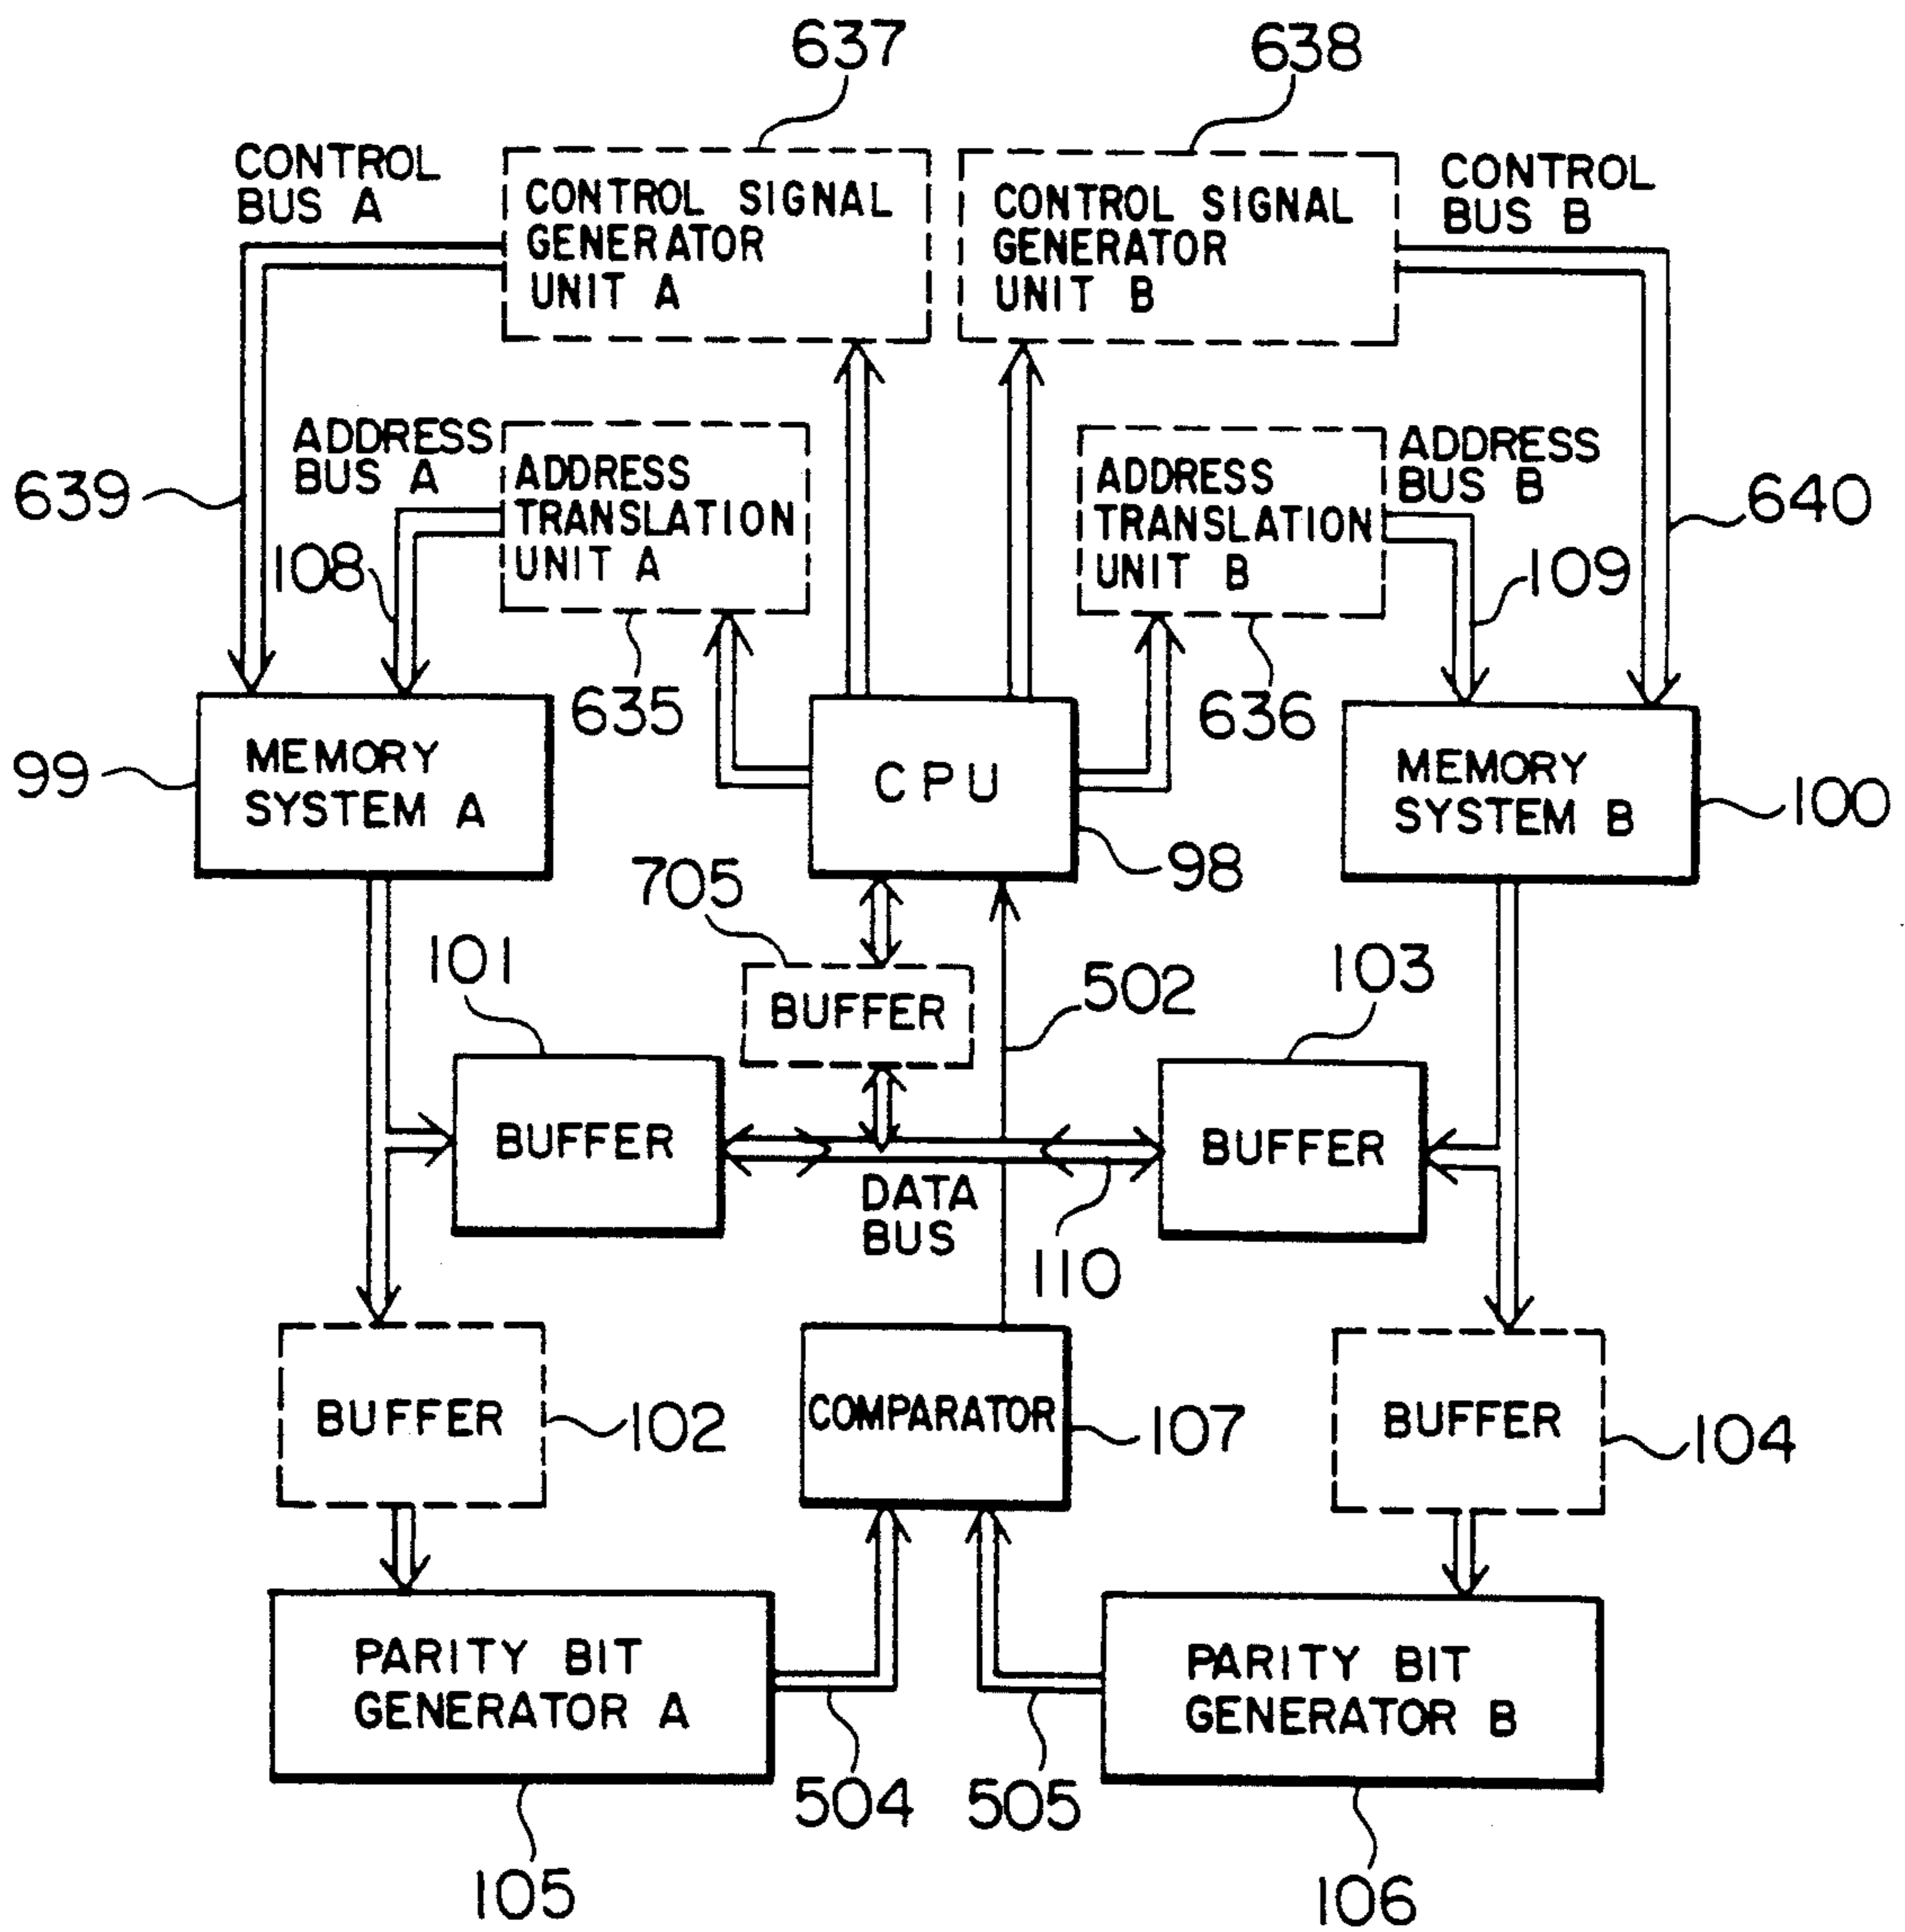 637
638
CONTROL
BUS A
CONTROL SIGNAL
GENERATOR
UNIT A
CONTROL SIGNAL
GENERATOR
UNIT B
CONTROL
BUS B
ADDRESS
BUS A
ADDRESS
TRANSLATION
UNIT A
ADDRESS
TRANSLATION
UNIT B
ADDRESS
BUS B
639
640
108
109
635
636
MEMORY
SYSTEM A
CPU
MEMORY
SYSTEM B
99
100
98
705
101
BUFFER
502
103
BUFFER
BUFFER
DATA
BUS
110
BUFFER
102
COMPARATOR
107
BUFFER
104
PARITY BIT
GENERATOR A
PARITY BIT
GENERATOR B
504
505
105
106